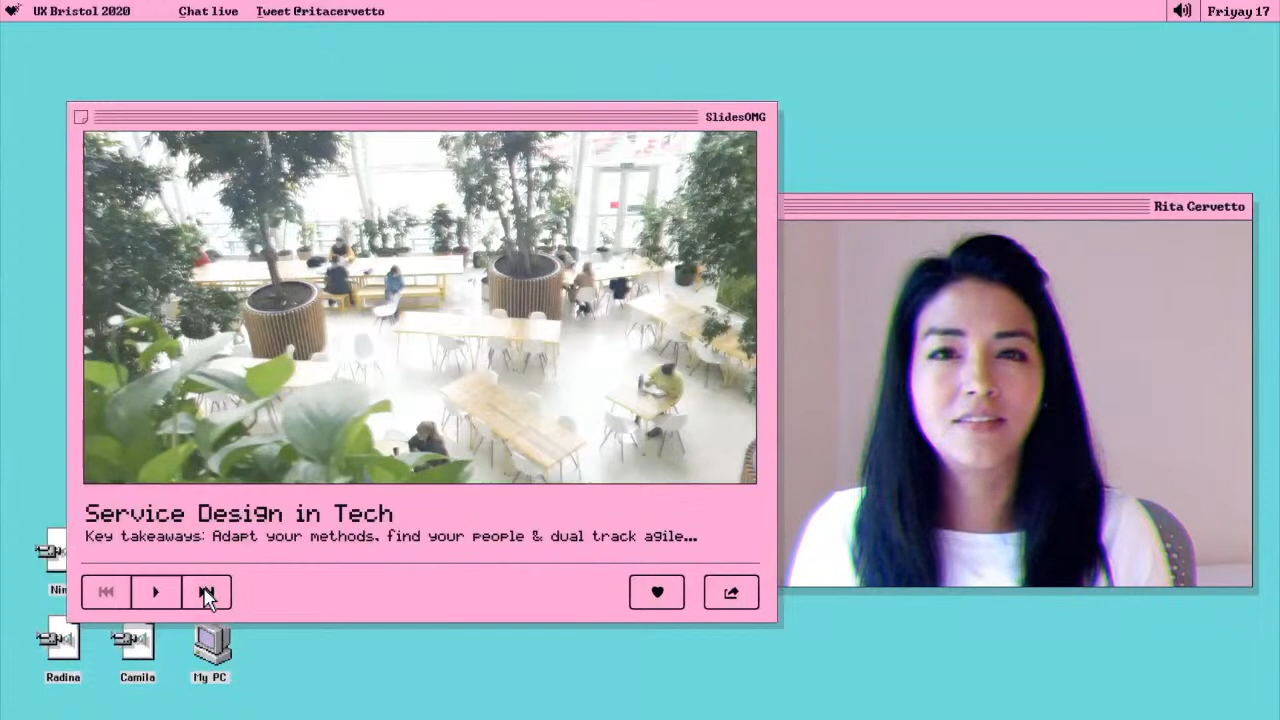 UX Bristol 2020
Chat live
Tweet @ritacervetto
Friyay 17
SlidesOMG
Rita Cervetto
Service Design in Tech
Key takeaways: Adapt your methods, find your people & dual track agile...
Nin
Radina
Camila
My PC